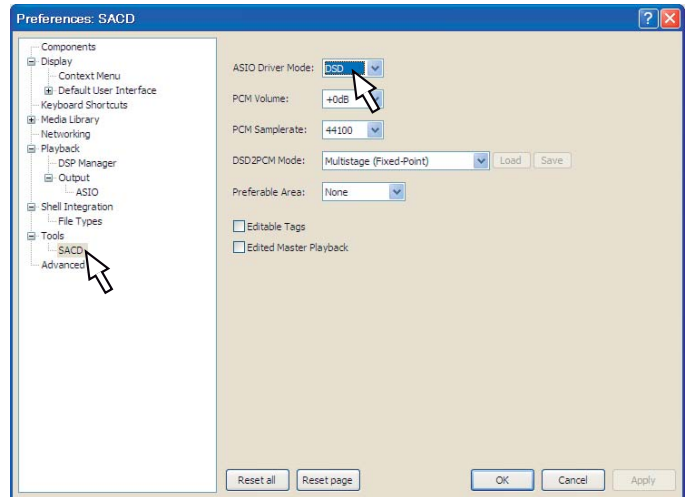 Preferences: SACD
Components
Display
Context Menu
Default User Interface
Keyboard Shortcuts
Media Library
Networking
Playback
DSP Manager
Output
ASIO
Shell Integration
File Types
Tools
SACD
Advanced
ASIO Driver Mode: DSD
PCM Volume: +0dB
PCM Samplerate: 44100
DSD2PCM Mode: Multistage (Fixed-Point) Load Save
Preferable Area: None
Editable Tags
Edited Master Playback
Reset all Reset page OK Cancel Apply